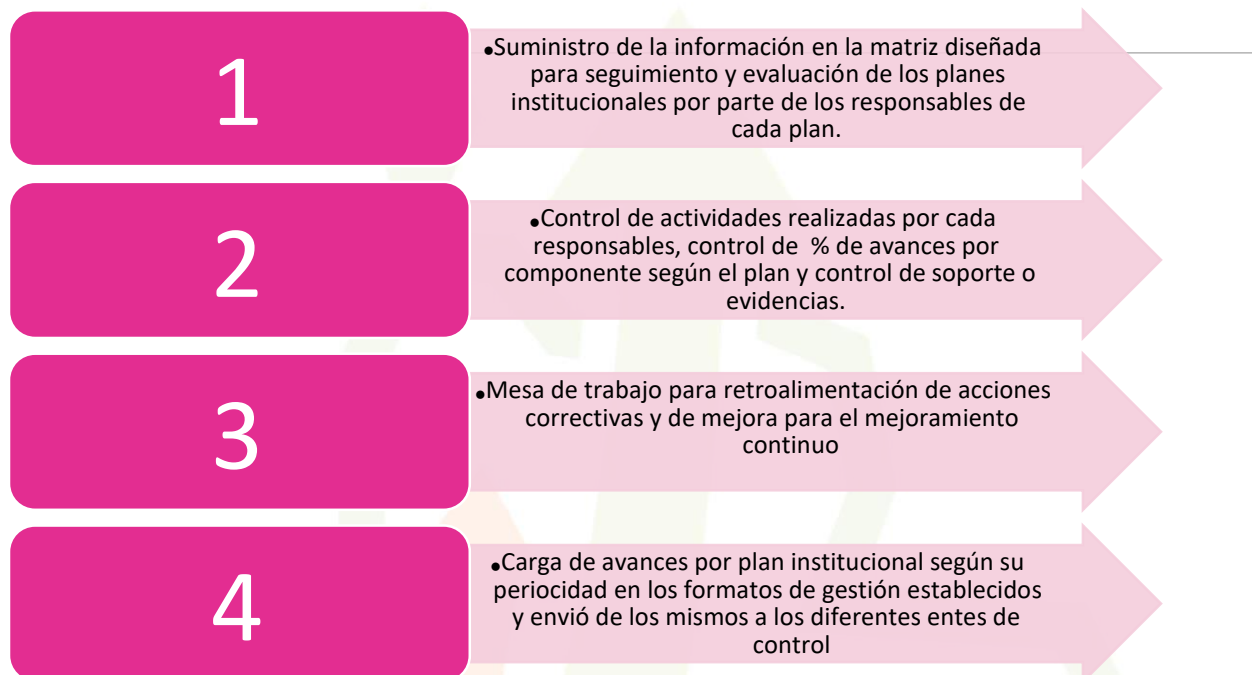 1
•Suministro de la información en la matriz diseñada
para seguimiento y evaluación de los planes
institucionales por parte de los responsables de
cada plan.
2
•Control de actividades realizadas por cada
responsables, control de % de avances por
componente según el plan y control de soporte o
evidencias.
3
•Mesa de trabajo para retroalimentación de acciones
correctivas y de mejora para el mejoramiento
continuo
4
•Carga de avances por plan institucional según su
periocidad en los formatos de gestión establecidos
y envió de los mismos a los diferentes entes de
control